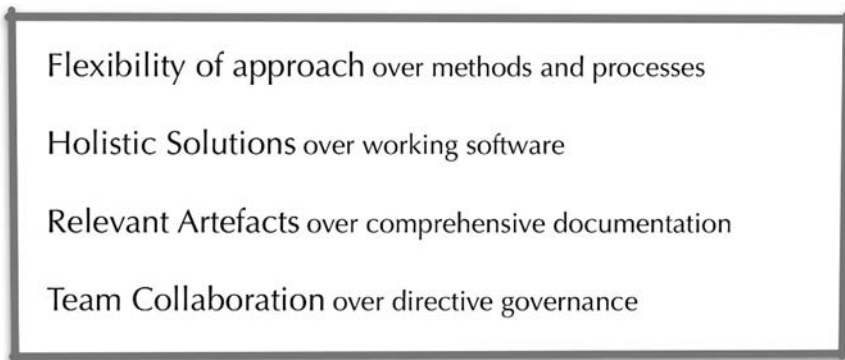 Flexibility of approach over methods and processes
Holistic Solutions over working software
Relevant Artefacts over comprehensive documentation
Team Collaboration over directive governance